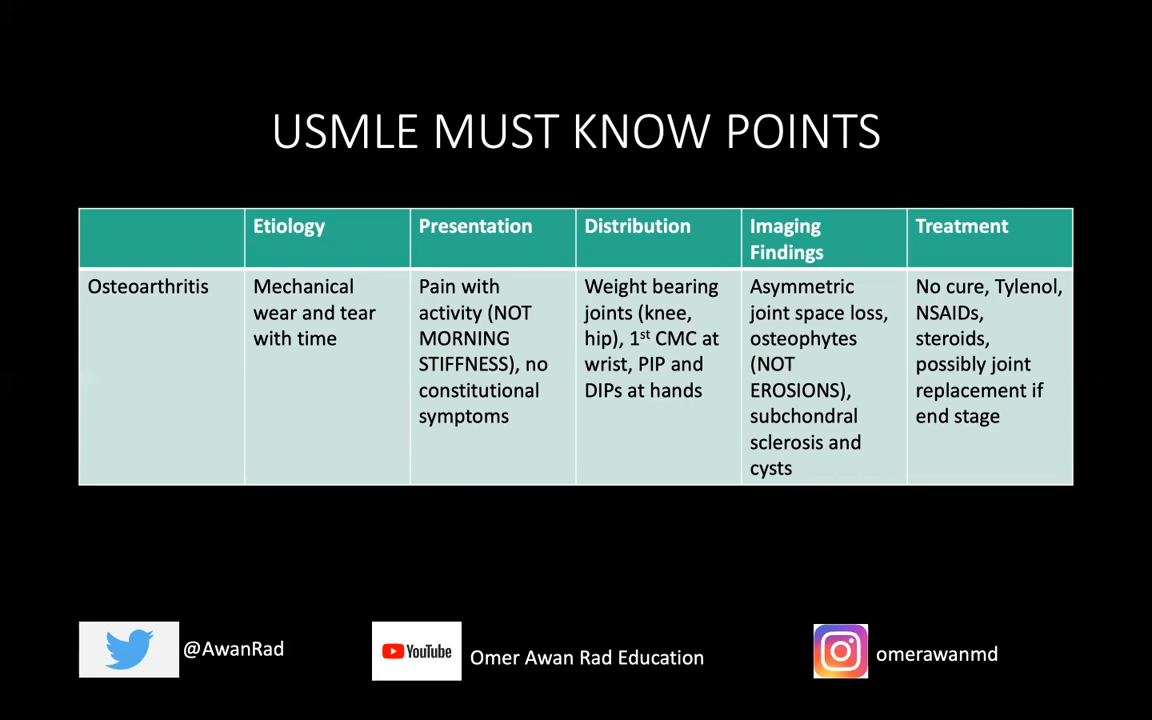 USMLE MUST KNOW POINTS
Etiology
Presentation
Distribution
Imaging
Findings
Treatment
Osteoarthritis
Mechanical
wear and tear
with time
Pain with
activity (NOT
MORNING
STIFFNESS), no
constitutional
symptoms
Weight bearing
joints (knee,
hip), 1st CMC at
wrist, PIP and
DIPs at hands
Asymmetric
joint space loss,
osteophytes
(NOT
EROSIONS),
subchondral
sclerosis and
cysts
No cure, Tylenol,
NSAIDs,
steroids,
possibly joint
replacement if
end stage
@AwanRad
YouTube
Omer Awan Rad Education
omerawanmd